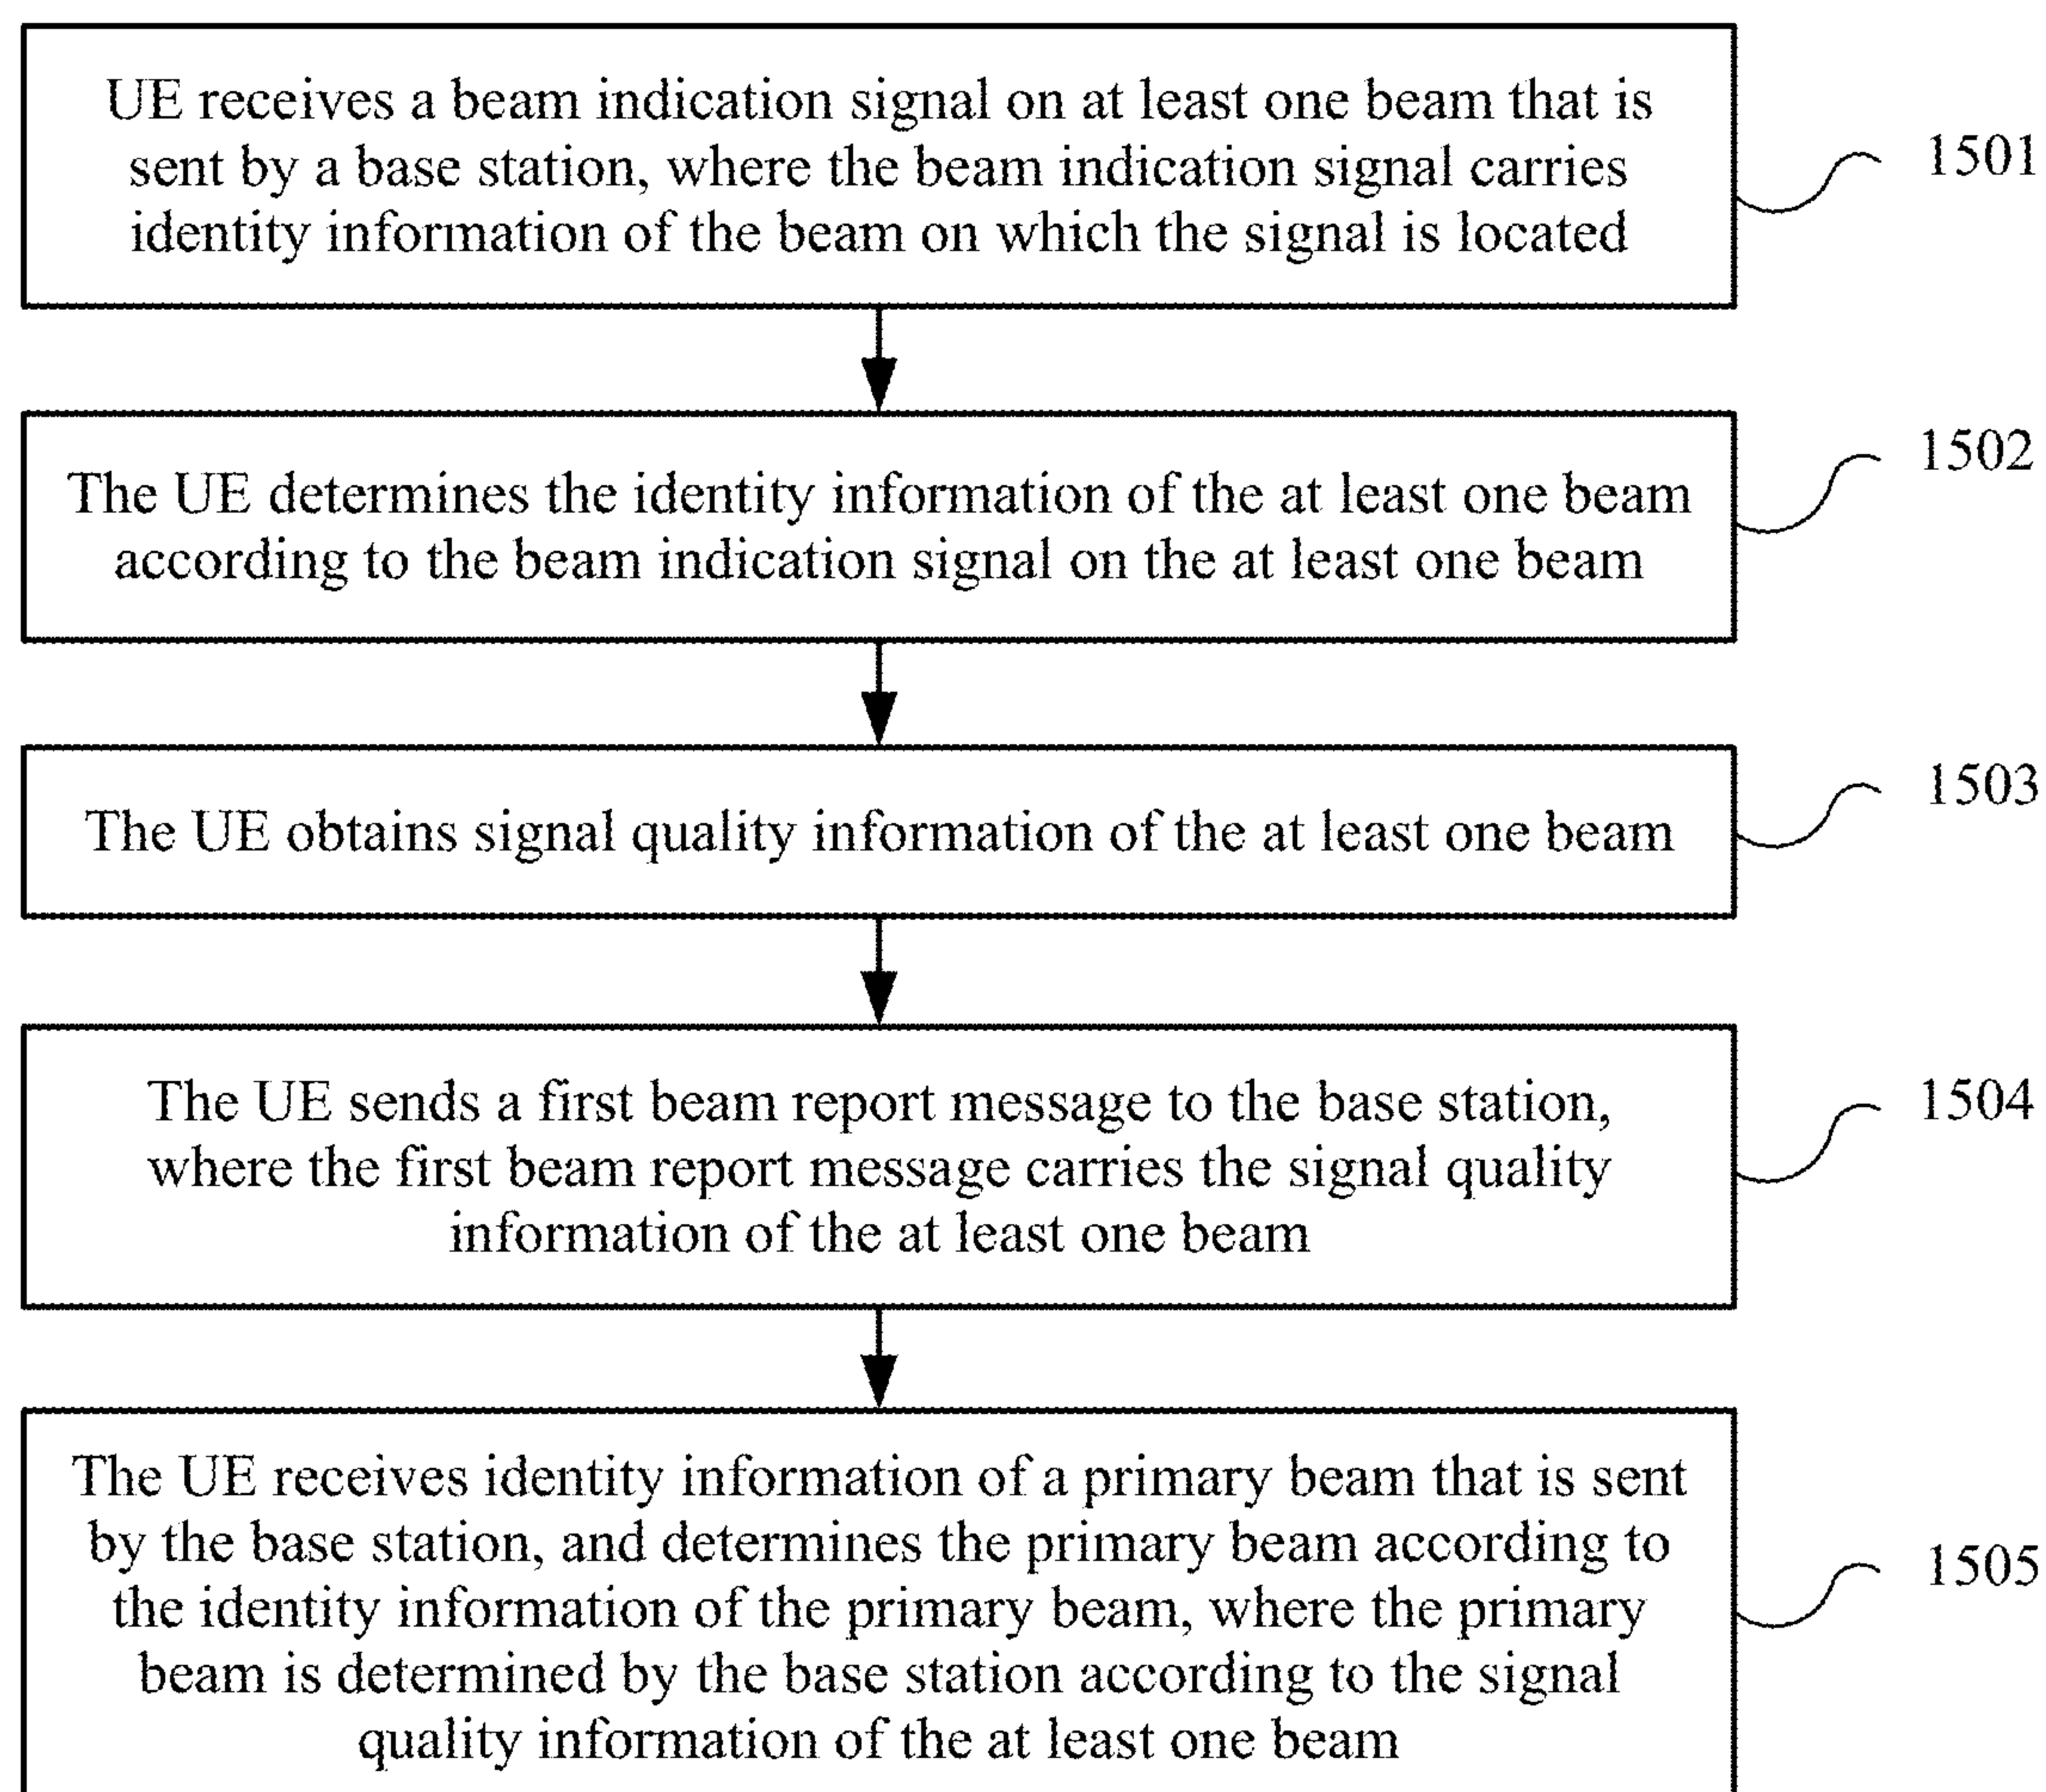 UE receives a beam indication signal on at least one beam that is
sent by a base station, where the beam indication signal carries
identity information of the beam on which the signal is located
1501
The UE determines the identity information of the at least one beam
according to the beam indication signal on the at least one beam
1502
The UE obtains signal quality information of the at least one beam
1503
The UE sends a first beam report message to the base station,
where the first beam report message carries the signal quality
information of the at least one beam
1504
The UE receives identity information of a primary beam that is sent
by the base station, and determines the primary beam according to
the identity information of the primary beam, where the primary
beam is determined by the base station according to the signal
quality information of the at least one beam
1505